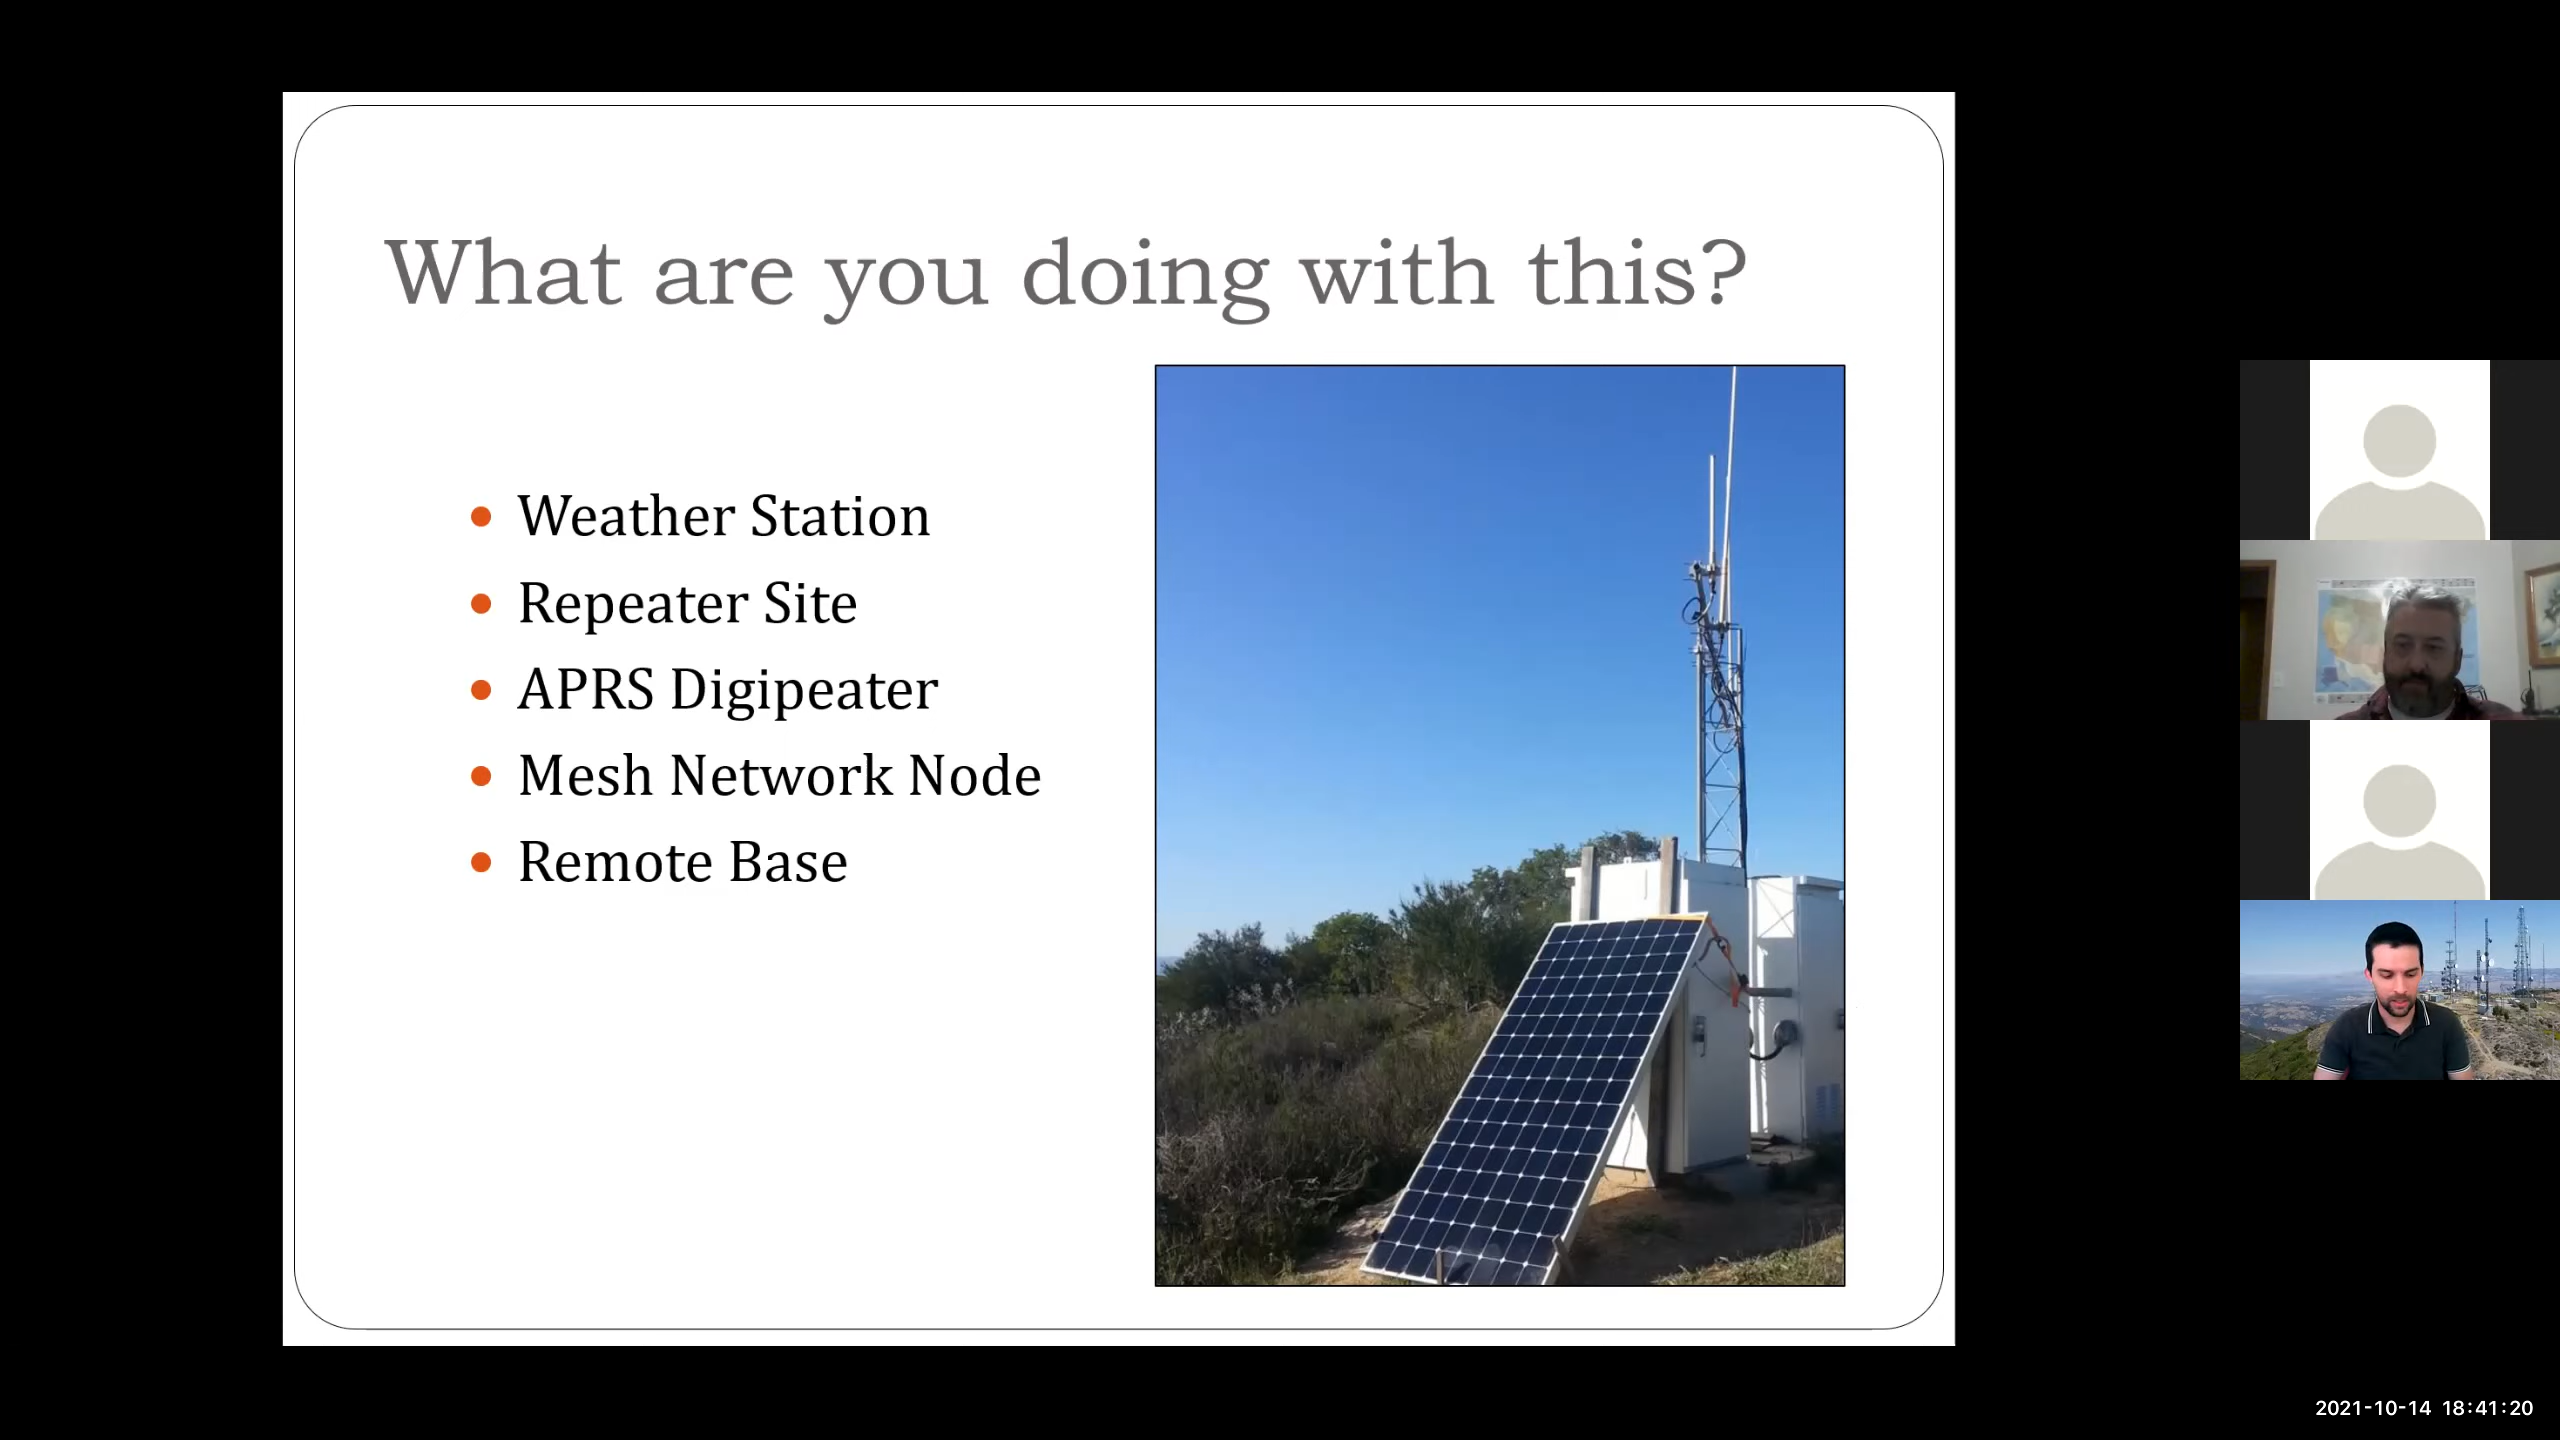 What are you doing with this?
Weather Station
Repeater Site
APRS Digipeater
Mesh Network Node
Remote Base
2021-10-14 18:41:20